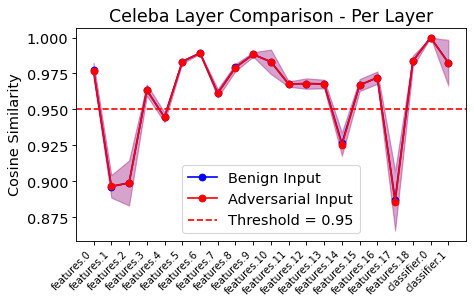 Celeba Layer Comparison - Per Layer
Cosine Similarity
1.000
0.975
0.950
0.925
0.900
0.875
Benign Input
Adversarial Input
Threshold = 0.95
features.0
features.1
features.2
features.3
features.4
features.5
features.6
features.7
features.8
features.9
features.10
features.11
features.12
features.13
features.14
features.15
features.16
features.17
features.18
classifier.0
classifier.1